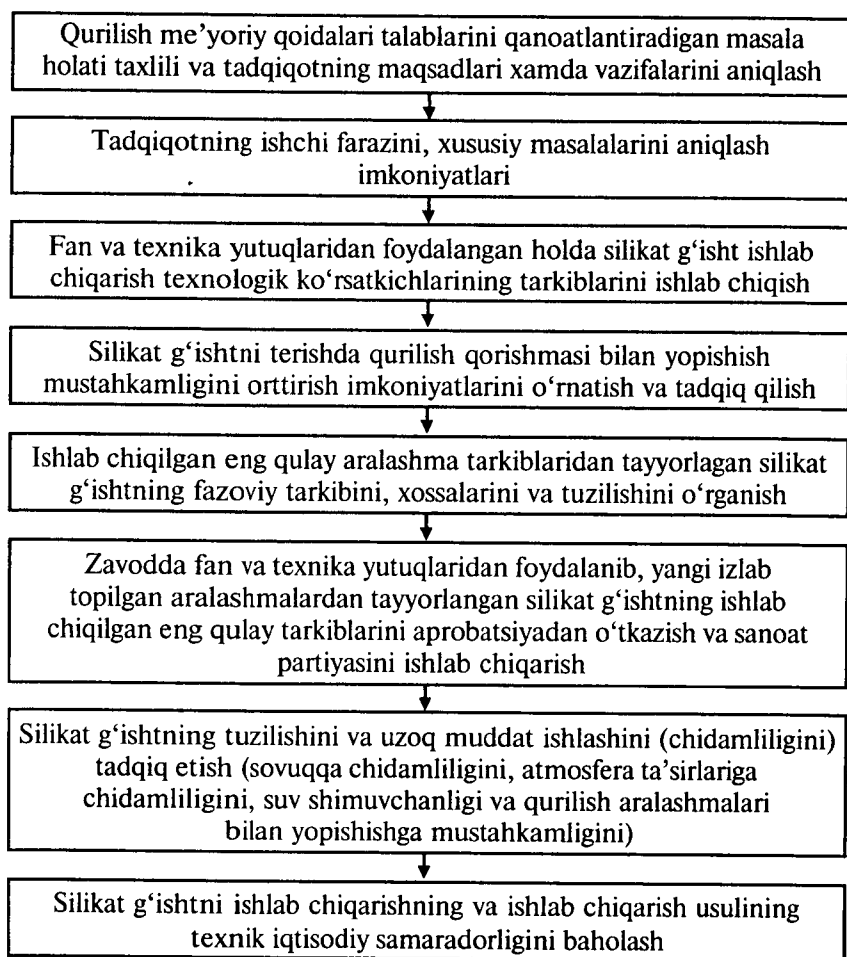 Qurilish me’yoriy qoidalari talablarini qanoatlantiradigan masala
holati taxlili va tadqiqotning maqsadlari xamda vazifalarini aniqlash
Tadqiqotning ishchi farazini, xususiy masalalarini aniqlash
imkoniyatlari
Fan va texnika yutuqlaridan foydalangan holda silikat g‘isht ishlab
chiqarish texnologik ko‘rsatkichlarining tarkiblarini ishlab chiqish
Silikat g‘ishtni terishda qurilish qorishmasi bilan yopishish
mustahkamligini orttirish imkoniyatlarini o‘rnatish va tadqiq qilish
Ishlab chiqilgan eng qulay aralashma tarkiblaridan tayyorlagan silikat
g‘ishtning fazoviy tarkibini, xossalarini va tuzilishini o‘rganish
Zavodda fan va texnika yutuqlaridan foydalanib, yangi izlab
topilgan aralashmalardan tayyorlangan silikat g‘ishtning ishlab
chiqilgan eng qulay tarkiblarini aprobatsiyadan o‘tkazish va sanoat
partiyasini ishlab chiqarish
Silikat g‘ishtning tuzilishini va uzoq muddat ishlashini (chidamliligini)
tadqiq etish (sovuqqa chidamliligini, atmosfera ta’sirlariga
chidamliligini, suv shimuvchanligi va qurilish aralashmalari
bilan yopishishga mustahkamligini)
Silikat g‘ishtni ishlab chiqarishning va ishlab chiqarish usulining
texnik iqtisodiy samaradorligini baholash